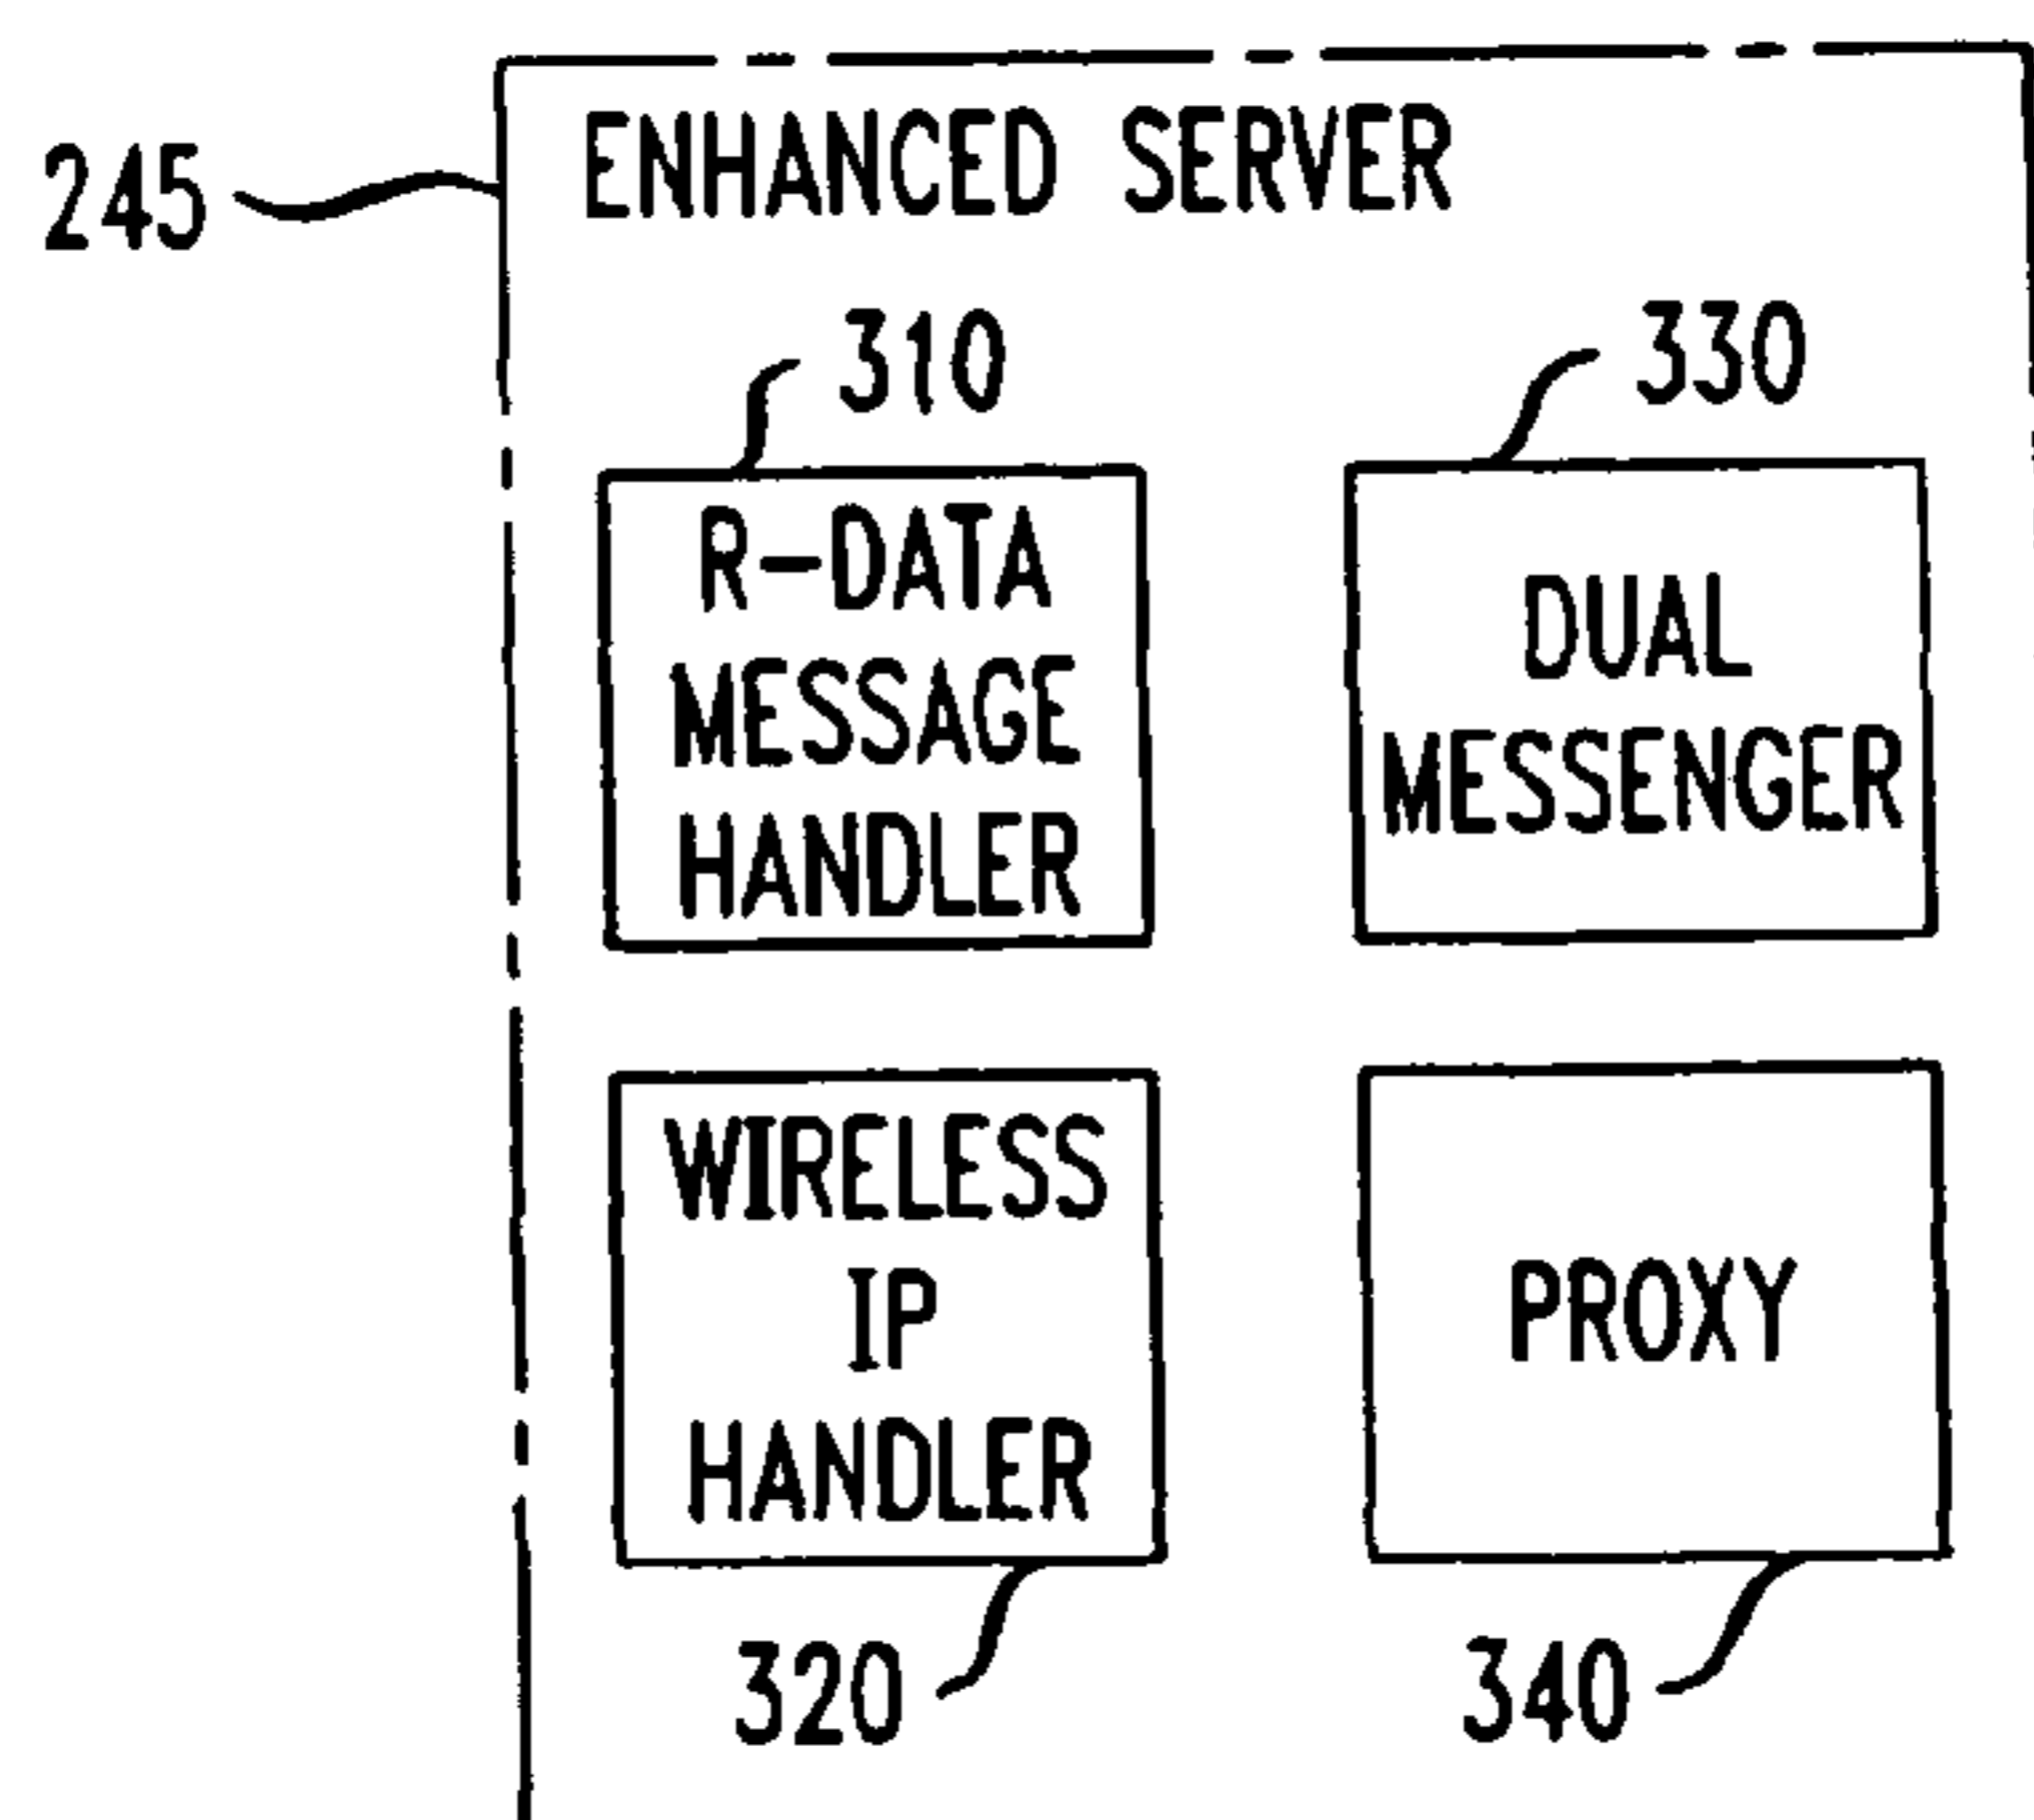 245
ENHANCED SERVER
310
330
R-DATA
MESSAGE
HANDLER
DUAL
MESSENGER
WIRELESS
IP
HANDLER
PROXY
320
340